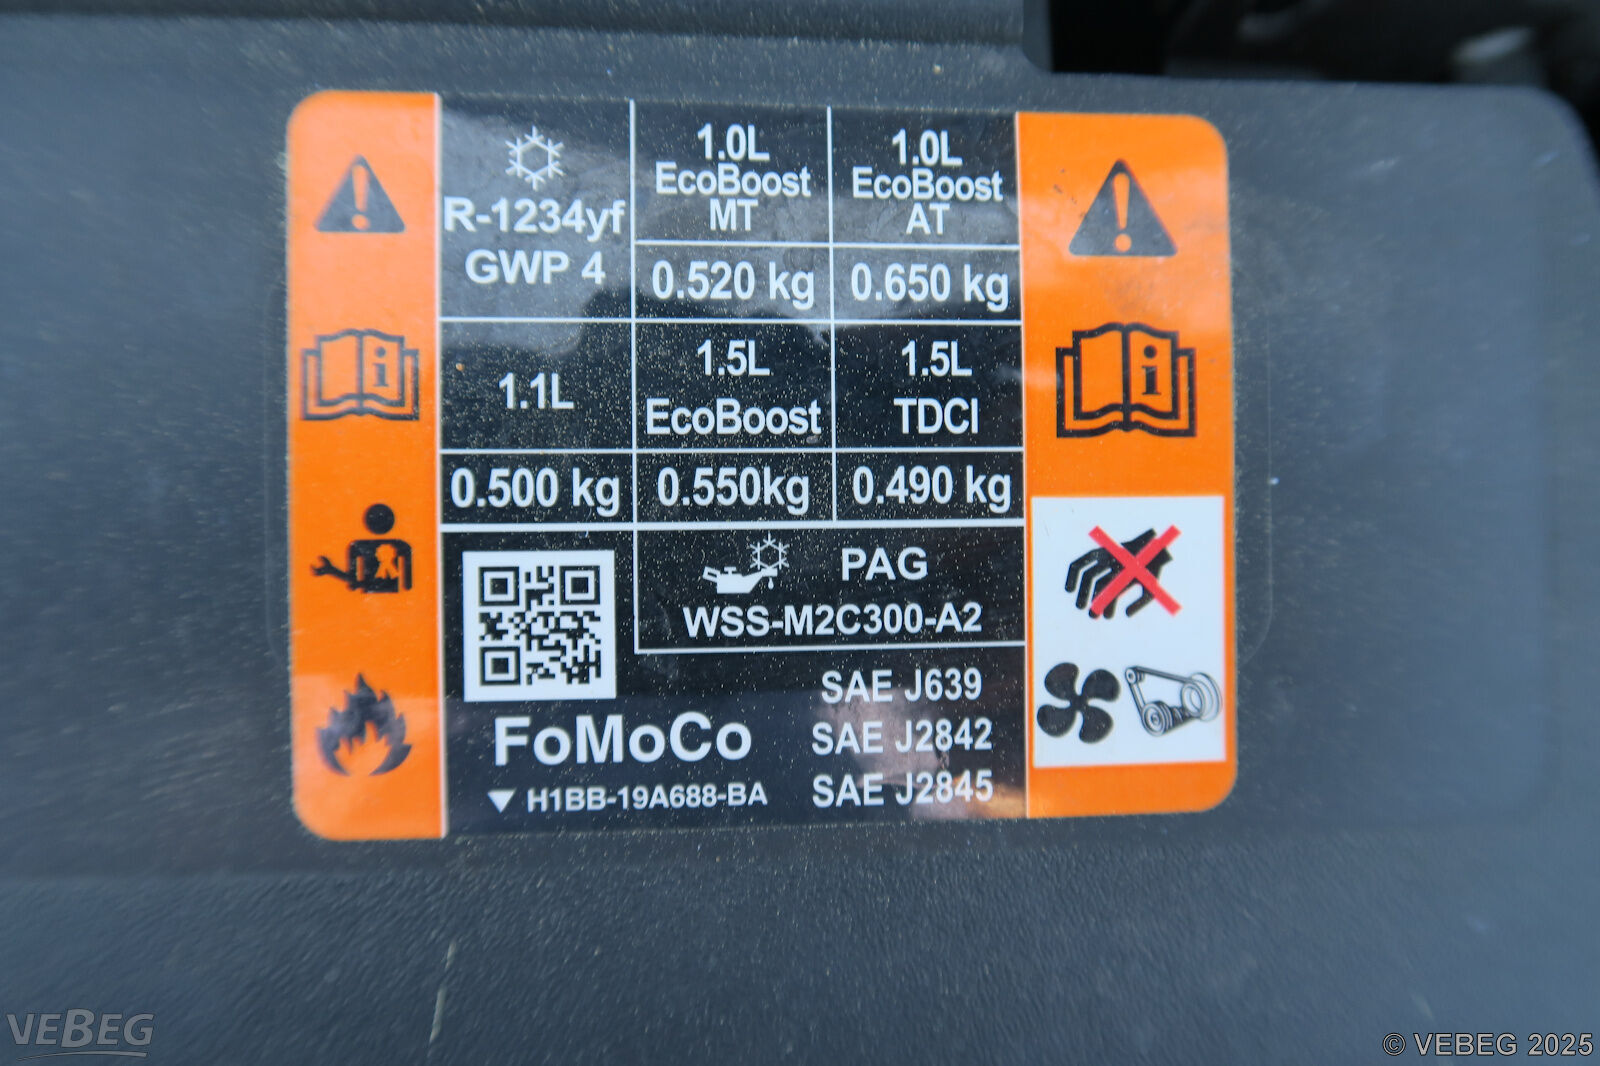 R-1234yf
GWP 4
1.0L
EcoBoost
MT
0.520 kg
1.0L
EcoBoost
AT
0.650 kg
1.1L
0.500 kg
1.5L
EcoBoost
0.550kg
1.5L
TDCI
0.490 kg
PAG
WSS-M2C300-A2
SAE J639
SAE J2842
SAE J2845
FoMoCo
H1BB-19A688-BA
VEBEG
© VEBEG 2025